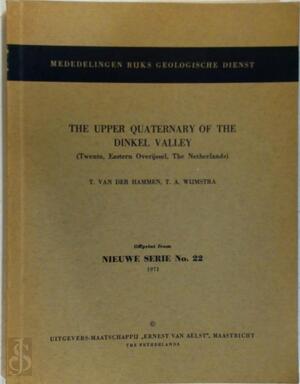 MEDEDELINGEN RIJKS GEOLOGISCHE DIENST
THE UPPER QUATERNARY OF THE
DINKEL VALLEY
(Twente, Eastern Overijssel, The Netherlands)
T. VAN DER HAMMEN, T. A. WIJMSTRA
Offprint from
NIEUWE SERIE No. 22
1971
©
UITGEVERS-MAATSCHAPPIJ „ERNEST VAN AELST", MAASTRICHT
THE NETHERLANDS